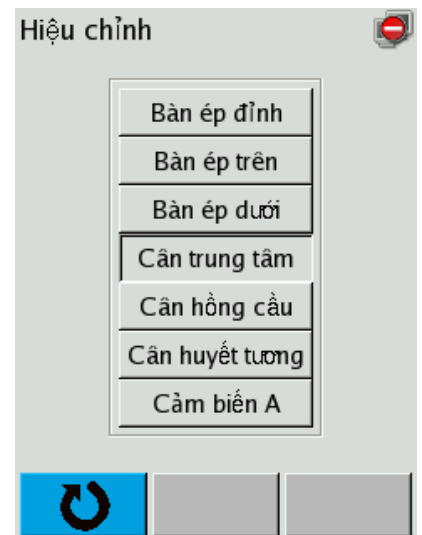 Hiệu chỉnh
Bàn ép đỉnh
Bàn ép trên
Bàn ép dưới
Cân trung tâm
Cân hồng cầu
Cân huyết tương
Cảm biến A